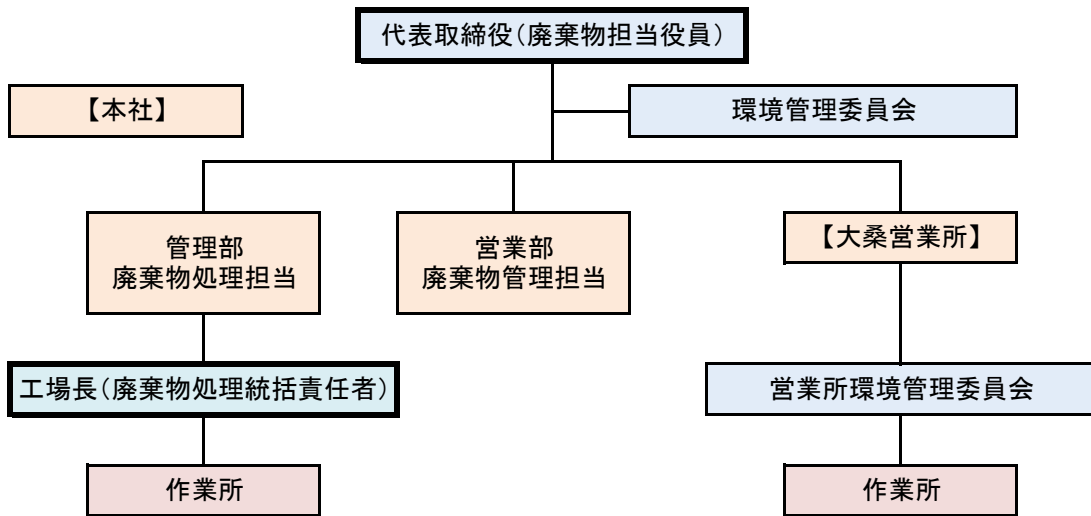 代表取締役(廃棄物担当役員)
【本社】
環境管理委員会
管理部
廃棄物処理担当
営業部
廃棄物管理担当
【大桑営業所】
工場長(廃棄物処理統括責任者)
営業所環境管理委員会
作業所
作業所